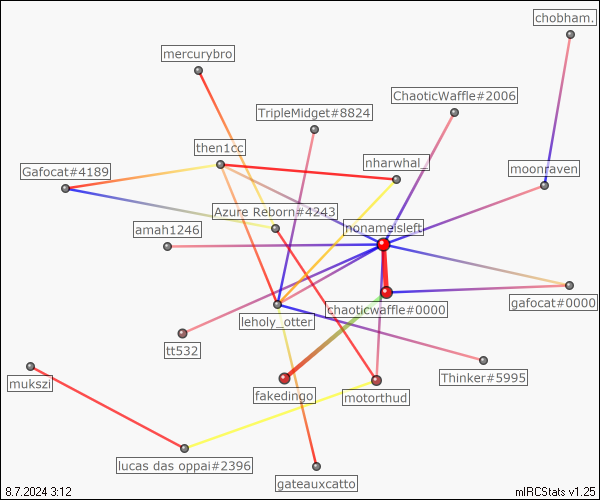 chobham.
mercurybro
ChaoticWaffle#2006
TripleMidget#8824
then1cc
nharwhal_
moonraven
Gafocat#4189
Azure Reborn#4243
amah1246
nonameisleft
gafocat#0000
chaoticwaffle#0000
leholy_otter
tt532
Thinker#5995
mukszi
fakedingo
motorthud
lucas das oppai#2396
gateauxcatto
8.7.2024 3:12
mIRCStats v1.25